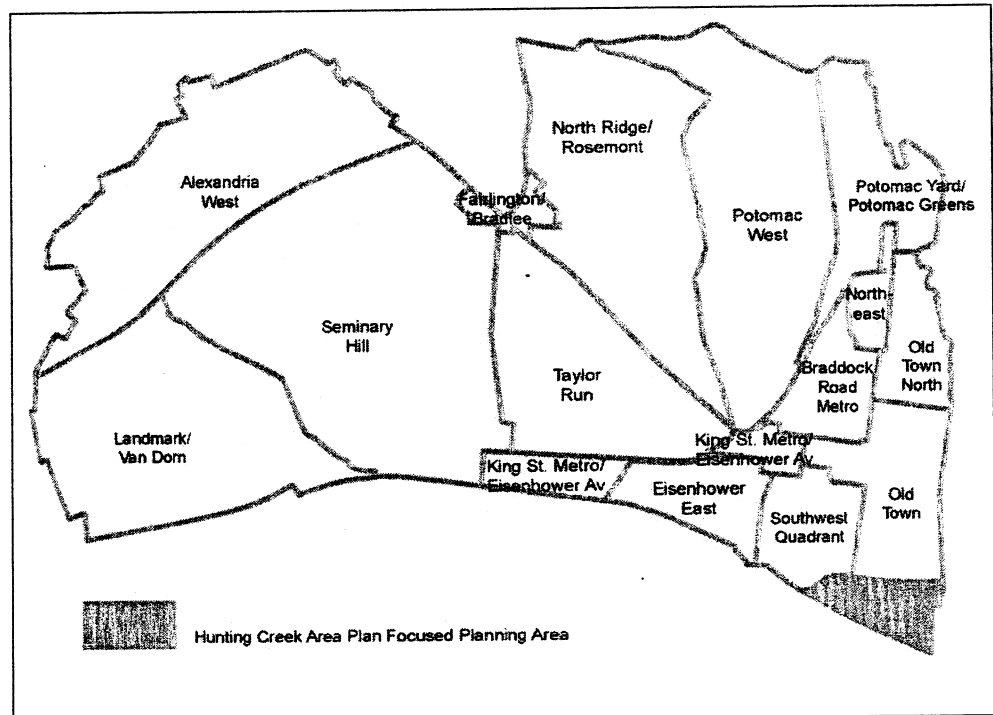 North Ridge/
Rosemont
Alexandria
West
Fairlington/
Bradlee
Potomac Yard/
Potomac Greens
Potomac
West
North-
east
Seminary
Hill
Old
Town
North
Braddock
Road
Metro
Taylor
Run
Landmark/
Van Dorn
King St. Metro/
Eisenhower Av
King St. Metro/
Eisenhower Av
Eisenhower
East
Old
Town
Southwest
Quadrant
Hunting Creek Area Plan Focused Planning Area